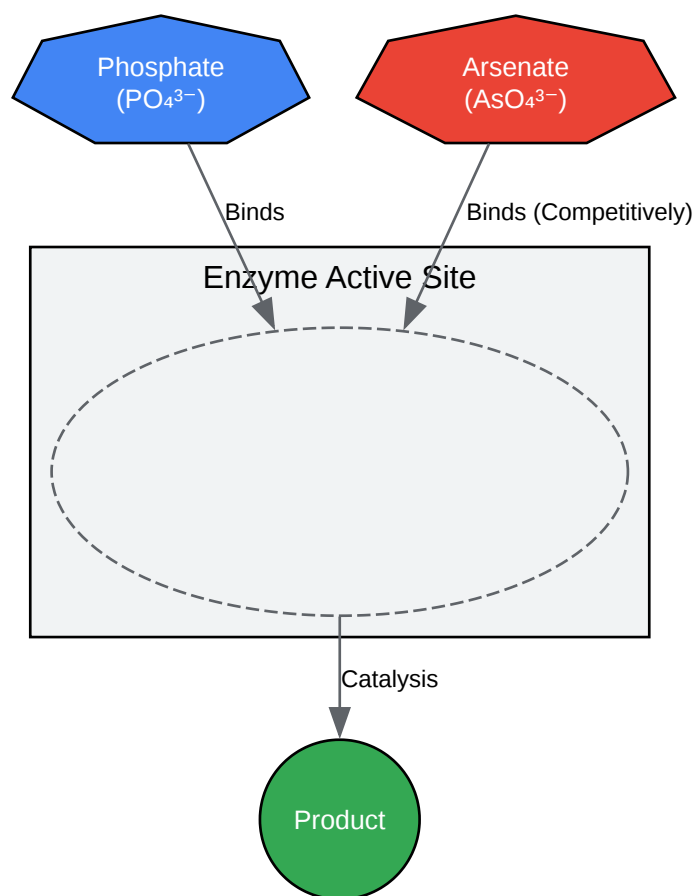 Phosphate
(PO₄³⁻)
Arsenate
(AsO₄³⁻)
Binds
Binds (Competitively)
Enzyme Active Site
Catalysis
Product